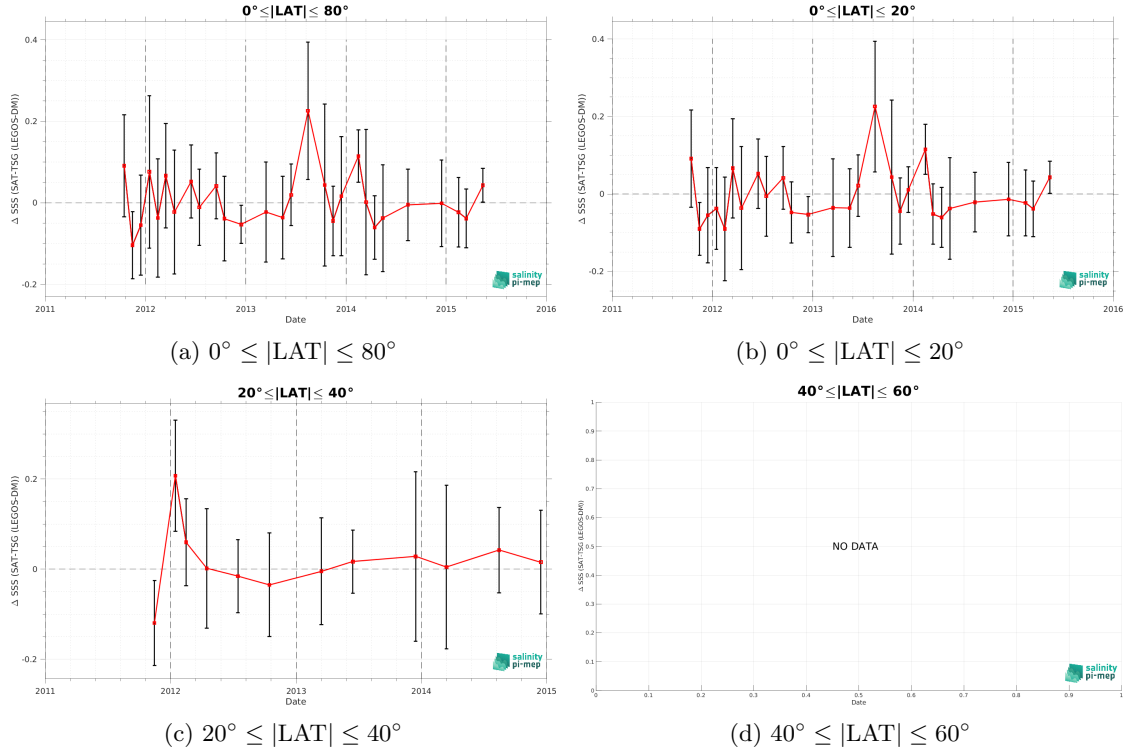 0°≤|LAT|≤ 80°
Δ SSS (SAT-TSG (LEGOS-DM))
0.4
0.2
0
-0.2
2011 2012 2013 2014 2015 2016
Date
salinity
pi-mep
(a) 0° ≤ |LAT| ≤ 80°
0°≤|LAT|≤ 20°
Δ SSS (SAT-TSG (LEGOS-DM))
0.4
0.2
0
-0.2
2011 2012 2013 2014 2015 2016
Date
salinity
pi-mep
(b) 0° ≤ |LAT| ≤ 20°
20°≤|LAT|≤ 40°
Δ SSS (SAT-TSG (LEGOS-DM))
0.2
0
-0.2
2011 2012 2013 2014 2015
Date
salinity
pi-mep
(c) 20° ≤ |LAT| ≤ 40°
40°≤|LAT|≤ 60°
Δ SSS (SAT-TSG (LEGOS-DM))
1
0.9
0.8
0.7
0.6
0.5
0.4
0.3
0.2
0.1
0
NO DATA
0 0.1 0.2 0.3 0.4 0.5 0.6 0.7 0.8 0.9 1
Date
salinity
pi-mep
(d) 40° ≤ |LAT| ≤ 60°